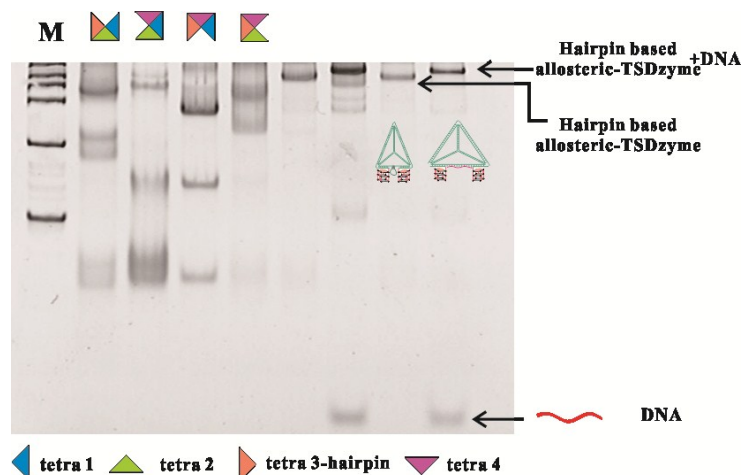 M
Hairpin based
allosteric-TSDzyme+DNA
Hairpin based
allosteric-TSDzyme
DNA
tetra 1 tetra 2 tetra 3-hairpin tetra 4